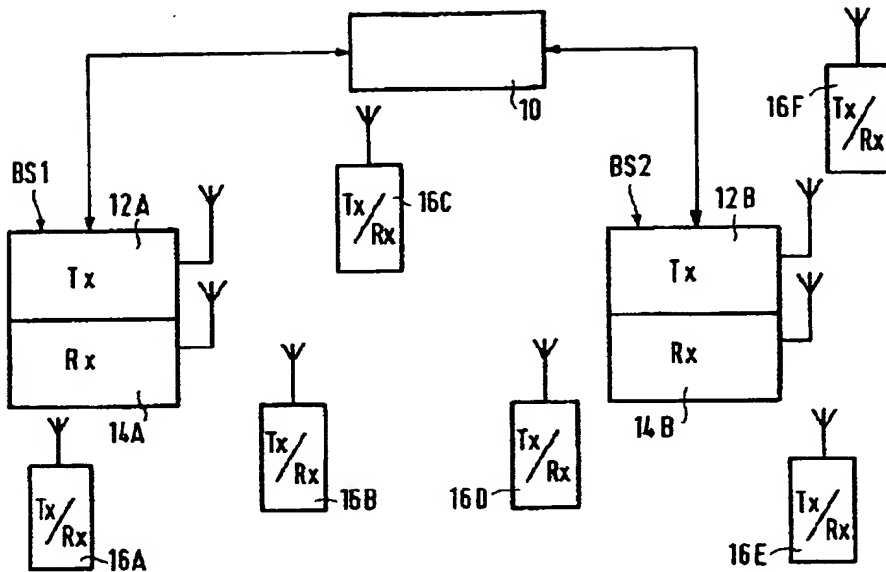 10
16F
Tx/Rx
BS1
12A
Tx/Rx
16C
BS2
12B
Tx
Tx
Rx
Rx
14A
14B
Tx/Rx
16B
Tx/Rx
16D
Tx/Rx
16A
Tx/Rx
16E